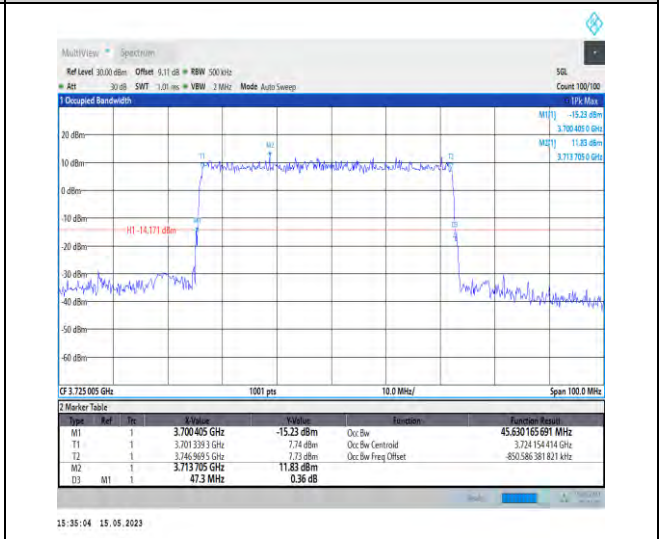 MultiView Spectrum
Ref Level 30.00 dBm Offset 9.11 dB RBW 500 kHz SGL
Att 30 dB SWT 1.01 ms VBW 2 MHz Mode Auto Sweep Count 100/100
1 Occupied Bandwidth 1Pk Max
M1[1] -15.23 dBm
3.700 405 0 GHz
M2[1] 11.83 dBm
3.713 705 0 GHz
20 dBm
M2
T1 T2
10 dBm
0 dBm
-10 dBm
M1 D3
H1 -14.171 dBm
-20 dBm
-30 dBm
-40 dBm
-50 dBm
-60 dBm
CF 3.725 005 GHz 1001 pts 10.0 MHz/ Span 100.0 MHz
2 Marker Table
Type Ref Trc X-Value Y-Value Function Function Result
M1 1 3.700 405 GHz -15.23 dBm Occ Bw 45.630 165 691 MHz
T1 1 3.701 339 3 GHz 7.74 dBm Occ Bw Centroid 3.724 154 414 GHz
T2 1 3.746 969 5 GHz 7.73 dBm Occ Bw Freq Offset -850.586 381 821 kHz
M2 1 3.713 705 GHz 11.83 dBm
D3 M1 1 47.3 MHz 0.36 dB
15:35:04 15.05.2023